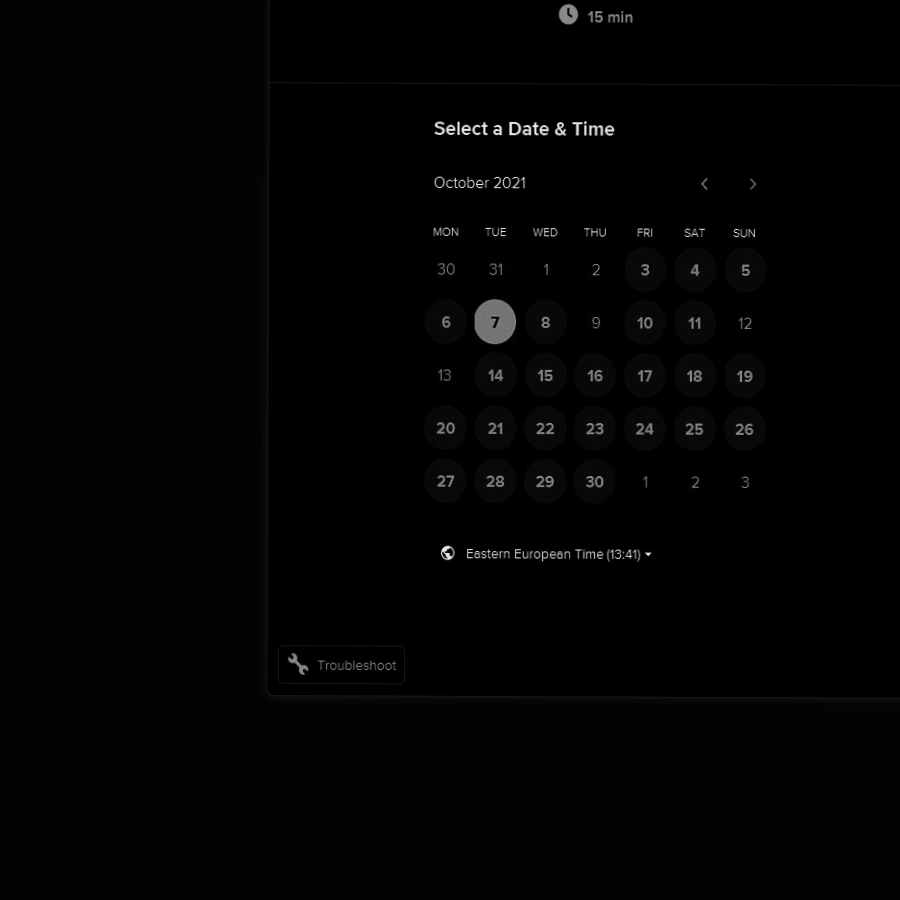 15 min
Select a Date & Time
October 2021
MON TUE WED THU FRI SAT SUN
30 31 1 2 3 4 5
6 7 8 9 10 11 12
13 14 15 16 17 18 19
20 21 22 23 24 25 26
27 28 29 30 1 2 3
Eastern European Time (13:41)
Troubleshoot